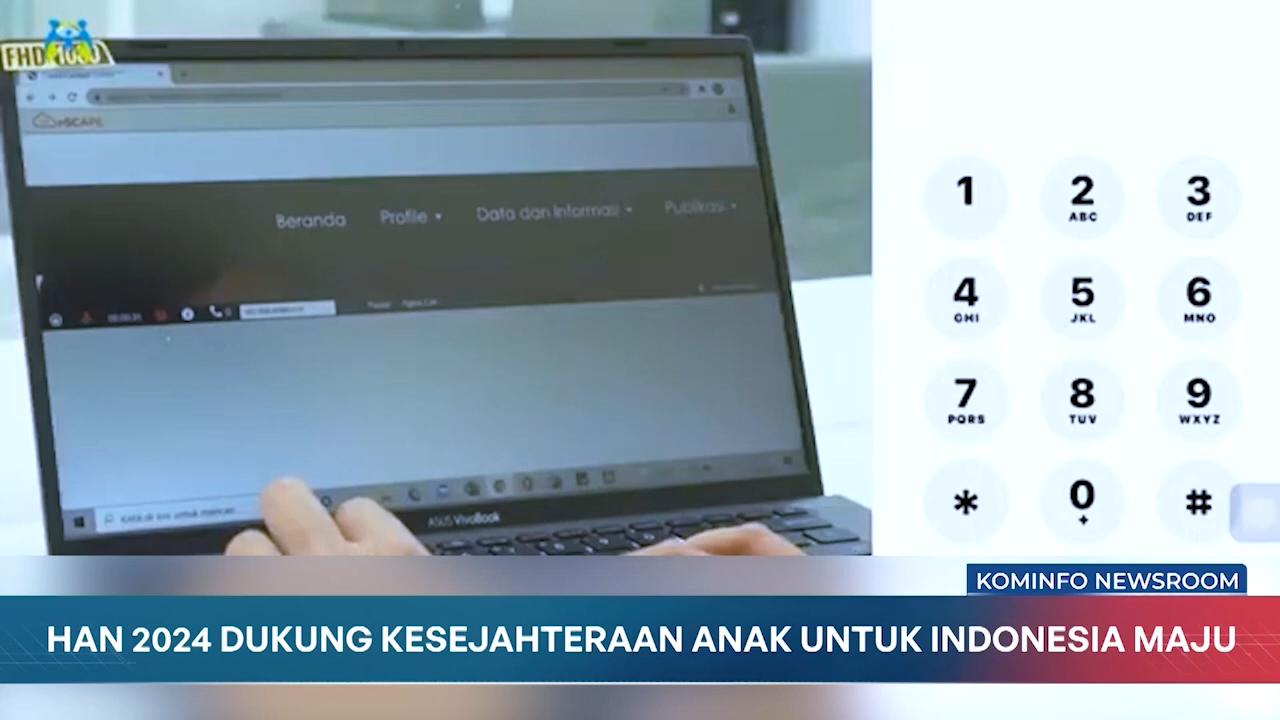 FHD 1080
eSCAPE
Beranda Profile Data dan Informasi Publikasi
ASUS VivoBook
1
2
ABC
3
DEF
4
GHI
5
JKL
6
MNO
7
PQRS
8
TUV
9
WXYZ
*
0
+
#
KOMINFO NEWSROOM
HAN 2024 DUKUNG KESEJAHTERAAN ANAK UNTUK INDONESIA MAJU